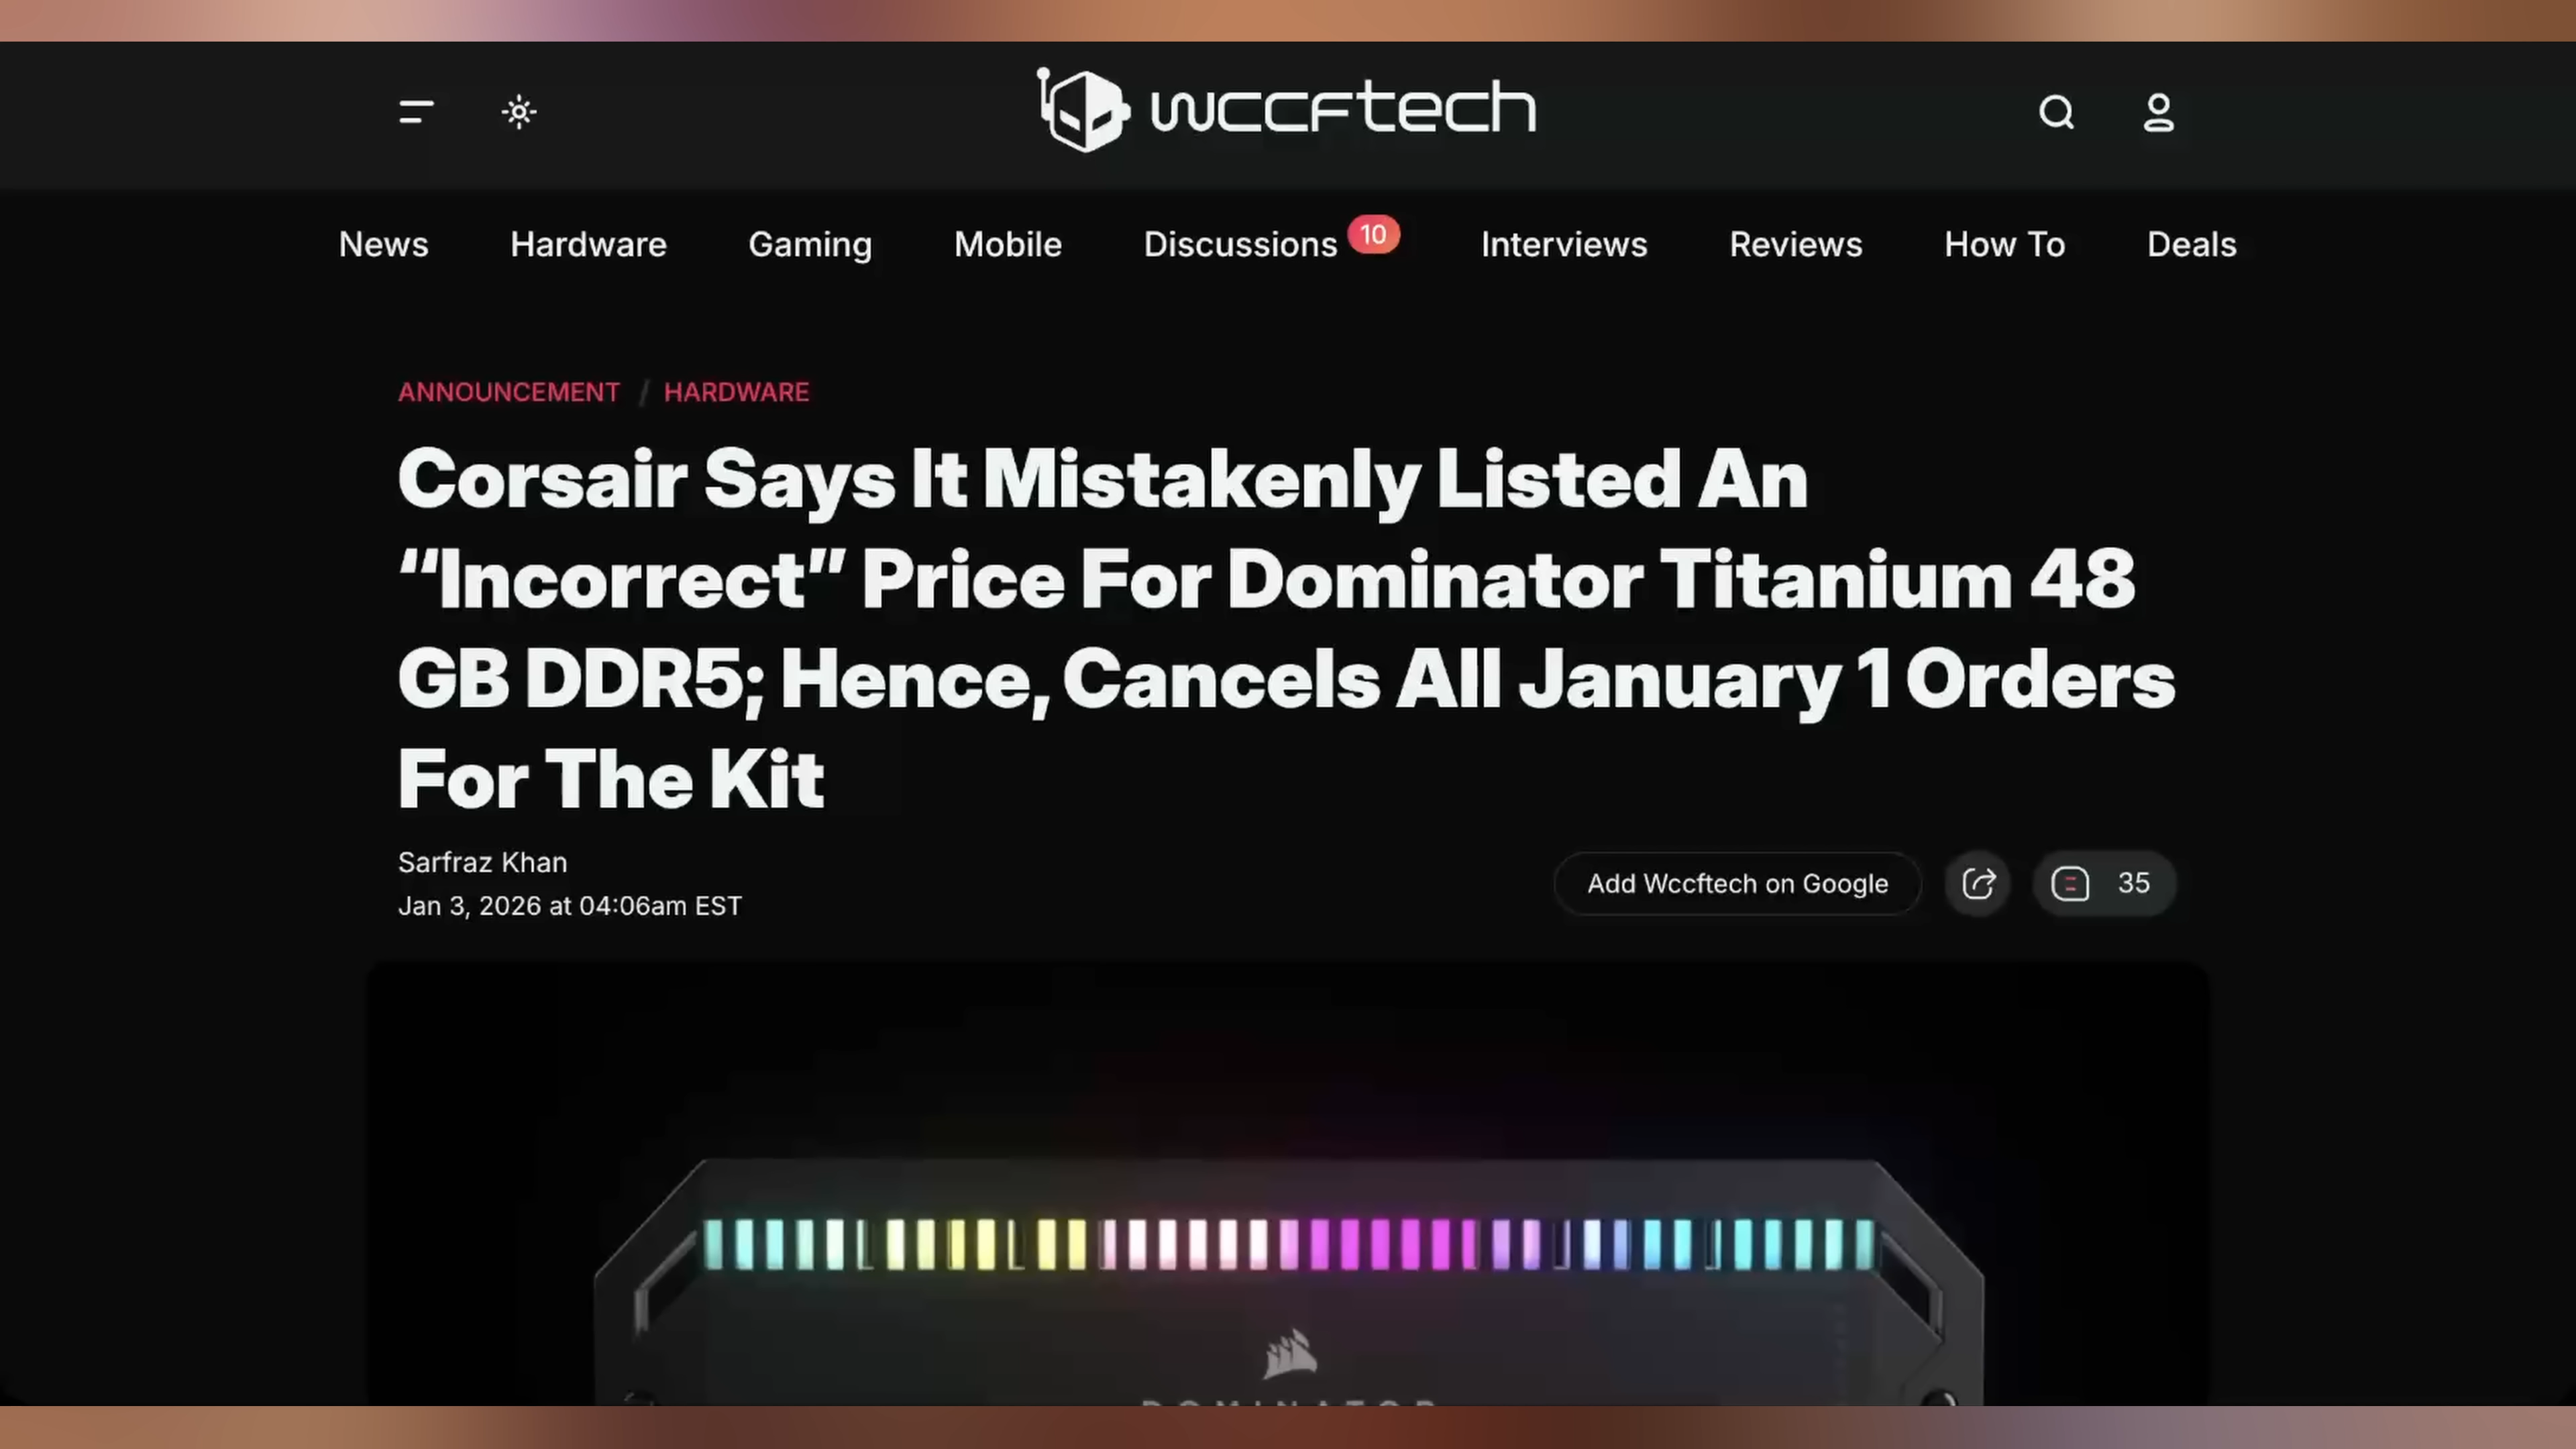 wccftech
News Hardware Gaming Mobile Discussions 10 Interviews Reviews How To Deals
ANNOUNCEMENT / HARDWARE
Corsair Says It Mistakenly Listed An
“Incorrect” Price For Dominator Titanium 48
GB DDR5; Hence, Cancels All January 1 Orders
For The Kit
Sarfraz Khan
Jan 3, 2026 at 04:06am EST
Add Wccftech on Google 35
DOMINATOR